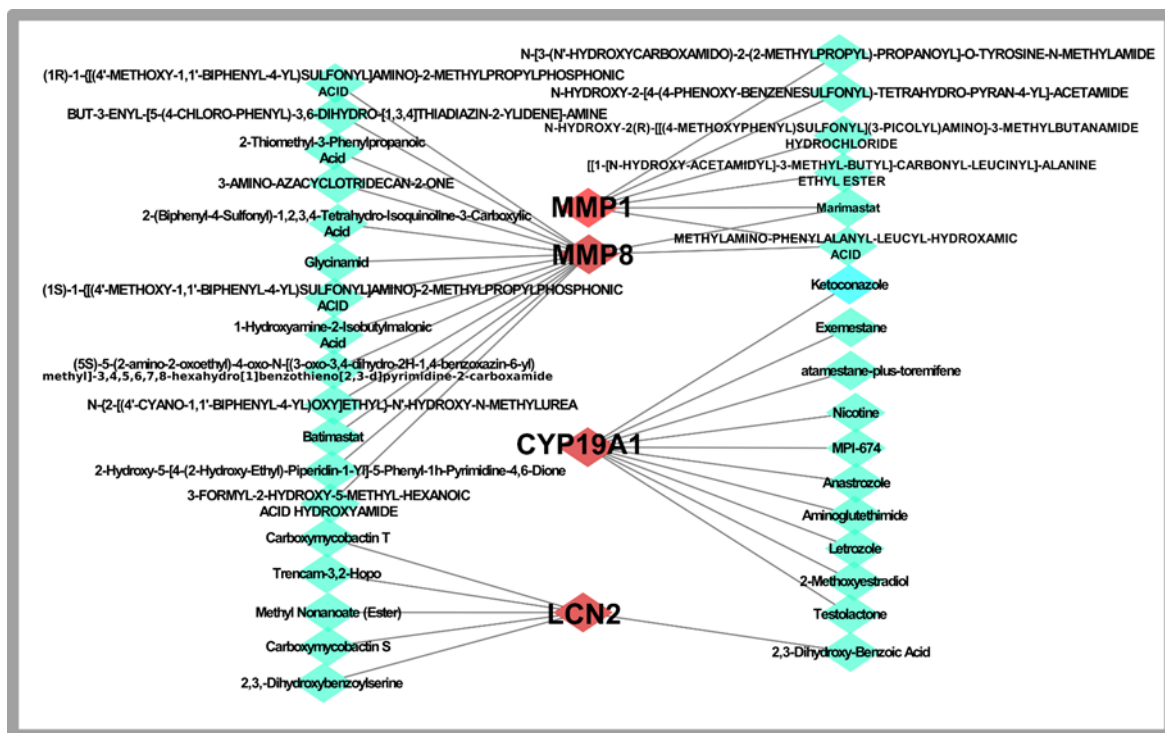 (1R)-1-{[(4'-METHOXY-1,1'-BIPHENYL-4-YL)SULFONYL]AMINO}-2-METHYLPROPYLPHOSPHONIC
ACID
BUT-3-ENYL-[5-(4-CHLORO-PHENYL)-3,6-DIHYDRO-[1,3,4]THIADIAZIN-2-YLIDENE]-AMINE
2-Thiomethyl-3-Phenylpropanoic
Acid
3-AMINO-AZACYCLOTRIDECAN-2-ONE
2-(Biphenyl-4-Sulfonyl)-1,2,3,4-Tetrahydro-Isoquinoline-3-Carboxylic
Acid
Glycinamid
(1S)-1-{[(4'-METHOXY-1,1'-BIPHENYL-4-YL)SULFONYL]AMINO}-2-METHYLPROPYLPHOSPHONIC
ACID
1-Hydroxyamine-2-Isobutylmalonic
Acid
(5S)-5-(2-amino-2-oxoethyl)-4-oxo-N-[(3-oxo-3,4-dihydro-2H-1,4-benzoxazin-6-yl)
methyl]-3,4,5,6,7,8-hexahydro[1]benzothieno[2,3-d]pyrimidine-2-carboxamide
N-{2-[(4'-CYANO-1,1'-BIPHENYL-4-YL)OXY]ETHYL}-N'-HYDROXY-N-METHYLUREA
Batimastat
2-Hydroxy-5-[4-(2-Hydroxy-Ethyl)-Piperidin-1-Yl]-5-Phenyl-1h-Pyrimidine-4,6-Dione
3-FORMYL-2-HYDROXY-5-METHYL-HEXANOIC
ACID HYDROXYAMIDE
Carboxymycobactin T
Trencam-3,2-Hopo
Methyl Nonanoate (Ester)
Carboxymycobactin S
2,3,-Dihydroxybenzoylserine
MMP1
MMP8
CYP19A1
LCN2
N-[3-(N'-HYDROXYCARBOXAMIDO)-2-(2-METHYLPROPYL)-PROPANOYL]-O-TYROSINE-N-METHYLAMIDE
N-HYDROXY-2-[4-(4-PHENOXY-BENZENESULFONYL)-TETRAHYDRO-PYRAN-4-YL]-ACETAMIDE
N-HYDROXY-2(R)-[[(4-METHOXYPHENYL)SULFONYL](3-PICOLYL)AMINO]-3-METHYLBUTANAMIDE
HYDROCHLORIDE
[[1-[N-HYDROXY-ACETAMIDYL]-3-METHYL-BUTYL]-CARBONYL-LEUCINYL]-ALANINE
ETHYL ESTER
Marimastat
METHYLAMINO-PHENYLALANYL-LEUCYL-HYDROXAMIC
ACID
Ketoconazole
Exemestane
atamestane-plus-toremifene
Nicotine
MPI-674
Anastrozole
Aminoglutethimide
Letrozole
2-Methoxyestradiol
Testolactone
2,3-Dihydroxy-Benzoic Acid